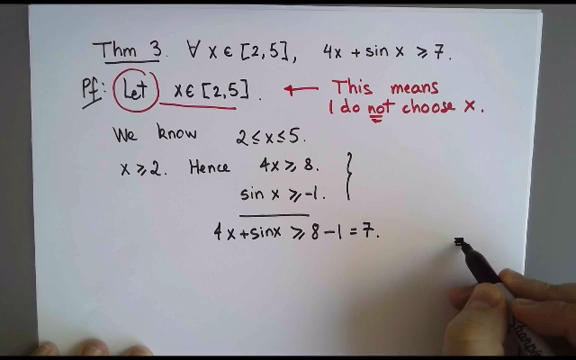 Thm 3. ∀ x ∈ [2,5], 4x + sin x ≥ 7.
Pf: Let x ∈ [2,5]. ← This means
I do not choose x.
We know 2 ≤ x ≤ 5.
x ≥ 2. Hence 4x ≥ 8.
sin x ≥ -1.
4x + sinx ≥ 8 - 1 = 7.